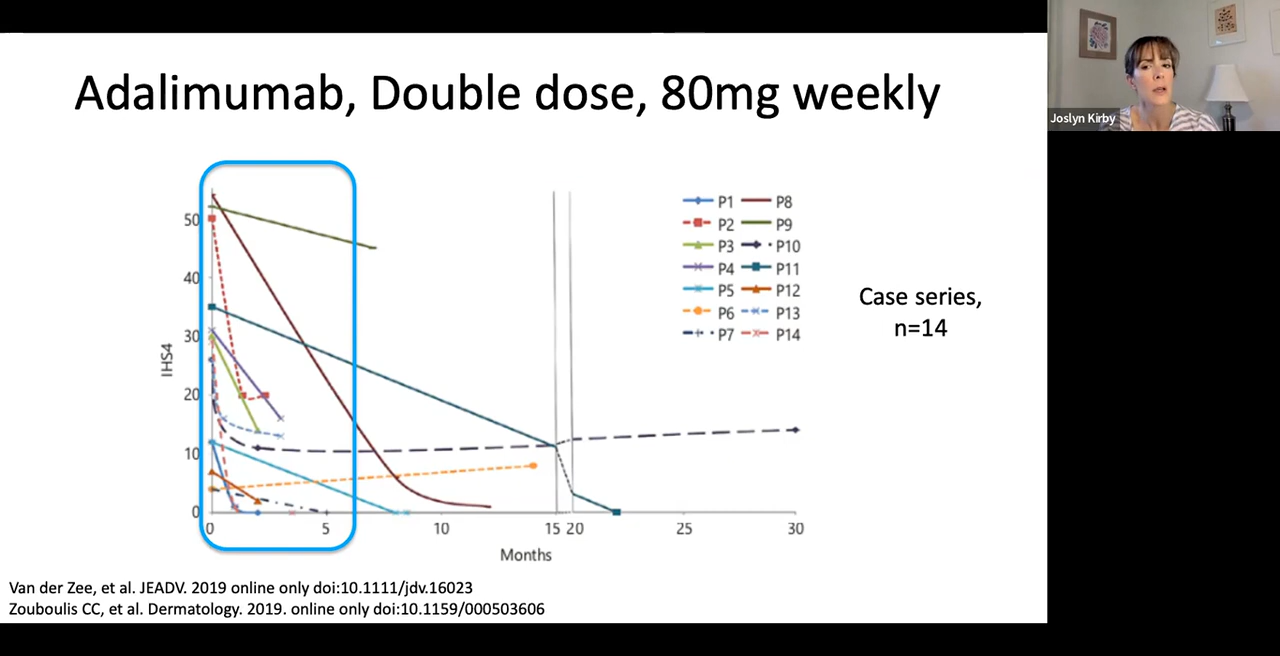 Adalimumab, Double dose, 80mg weekly
Joslyn Kirby
50
40
30
20
10
0
IHS4
0 5 10 15 20 25 30
Months
P1 P8
P2 P9
P3 P10
P4 P11
P5 P12
P6 P13
P7 P14
Case series,
n=14
Van der Zee, et al. JEADV. 2019 online only doi:10.1111/jdv.16023
Zouboulis CC, et al. Dermatology. 2019. online only doi:10.1159/000503606